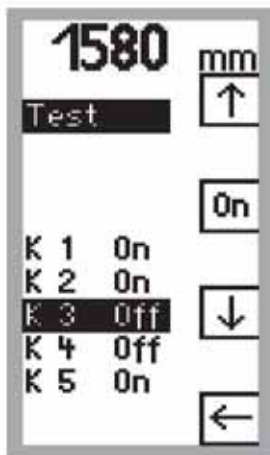 1580 mm
↑
Test
On
K 1 On
K 2 On
K 3 Off
↓
K 4 Off
K 5 On
←